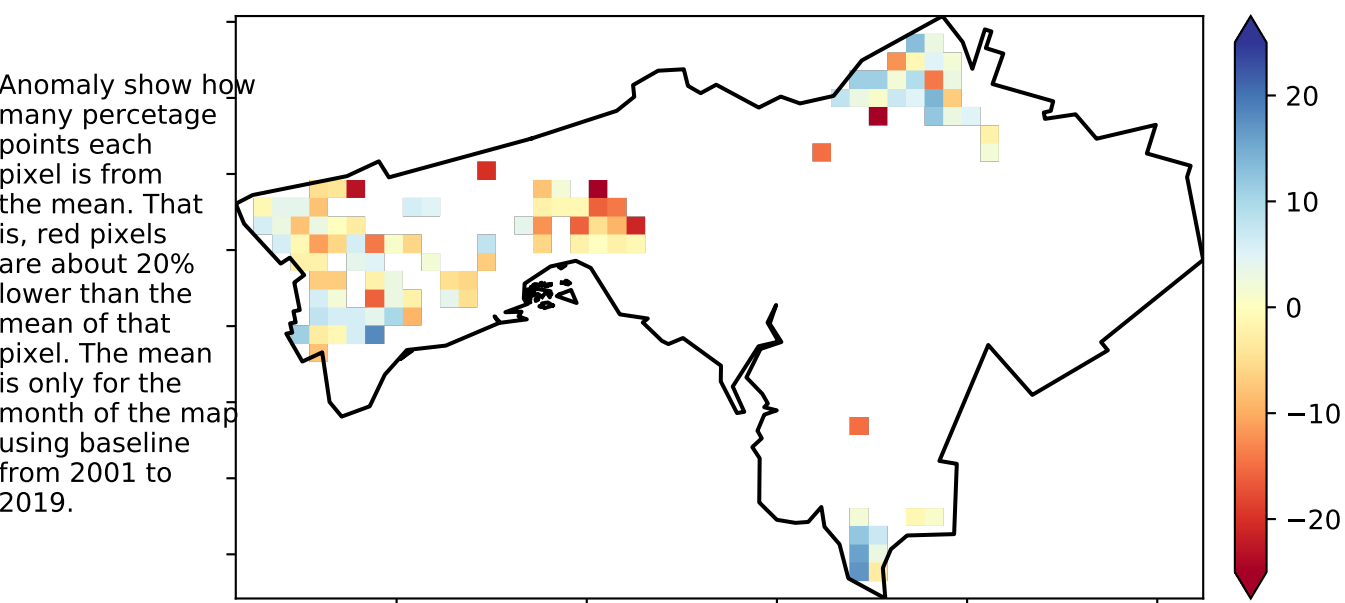 Anomaly show how
many percetage
points each
pixel is from
the mean. That
is, red pixels
are about 20%
lower than the
mean of that
pixel. The mean
is only for the
month of the map
using baseline
from 2001 to
2019.
20
10
0
−10
−20